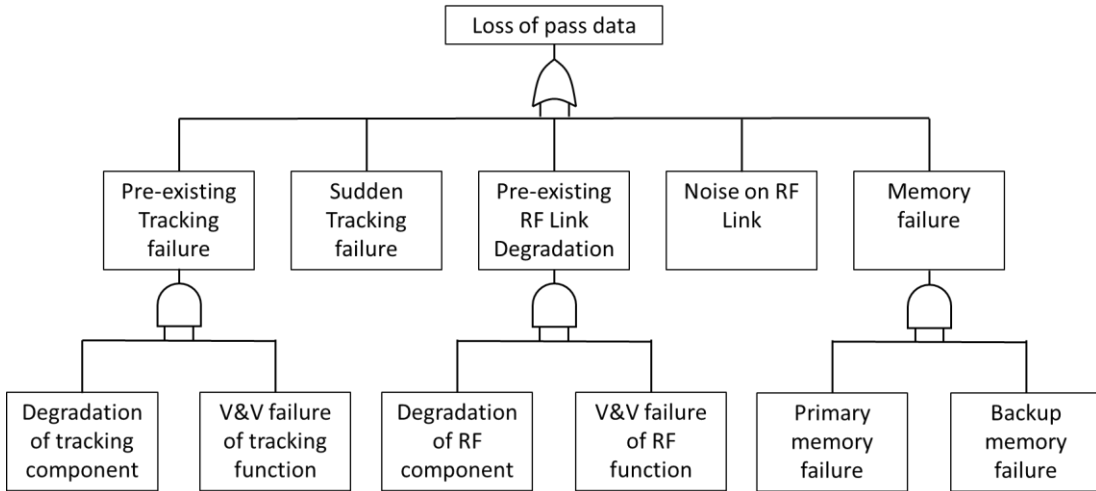 Loss of pass data
Pre-existing
Tracking
failure
Sudden
Tracking
failure
Pre-existing
RF Link
Degradation
Noise on RF
Link
Memory
failure
Degradation
of tracking
component
V&V failure
of tracking
function
Degradation
of RF
component
V&V failure
of RF
function
Primary
memory
failure
Backup
memory
failure